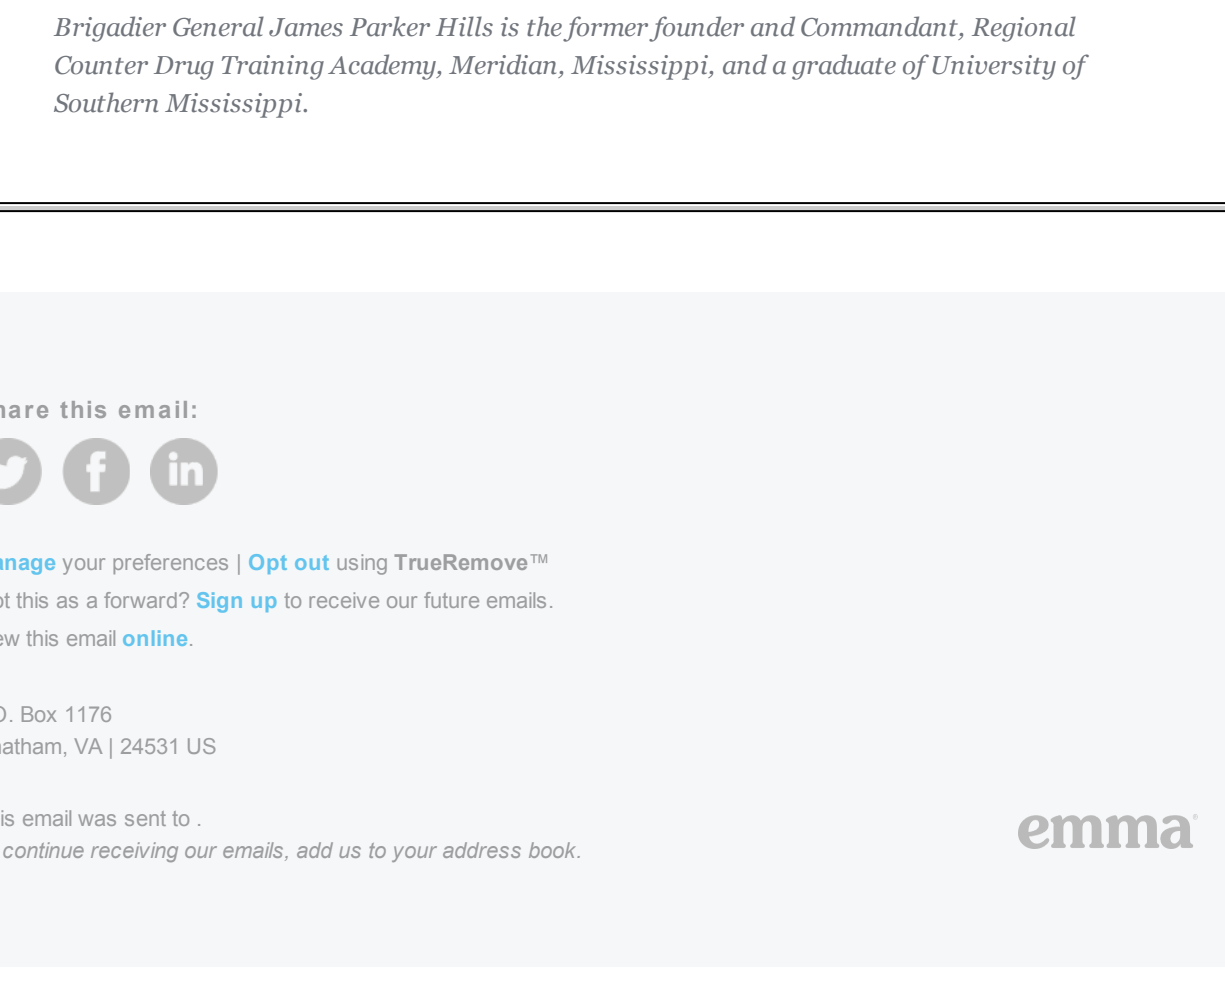 Brigadier General James Parker Hills is the former founder and Commandant, Regional
Counter Drug Training Academy, Meridian, Mississippi, and a graduate of University of
Southern Mississippi.
hare this email:
nage your preferences | Opt out using TrueRemove™
ot this as a forward? Sign up to receive our future emails.
ew this email online.
O. Box 1176
hatham, VA | 24531 US
is email was sent to .
continue receiving our emails, add us to your address book.
emma